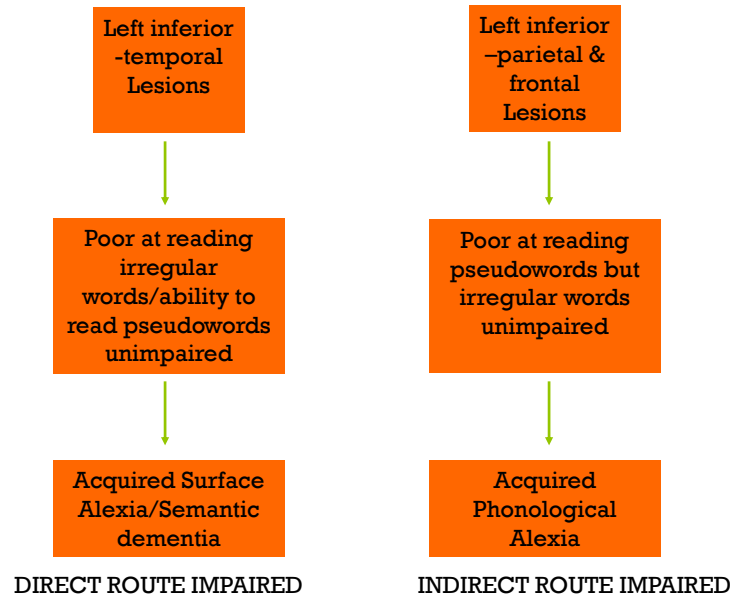 Left inferior
-temporal
Lesions
Poor at reading
irregular
words/ability to
read pseudowords
unimpaired
Acquired Surface
Alexia/Semantic
dementia
DIRECT ROUTE IMPAIRED
Left inferior
–parietal &
frontal
Lesions
Poor at reading
pseudowords but
irregular words
unimpaired
Acquired
Phonological
Alexia
INDIRECT ROUTE IMPAIRED